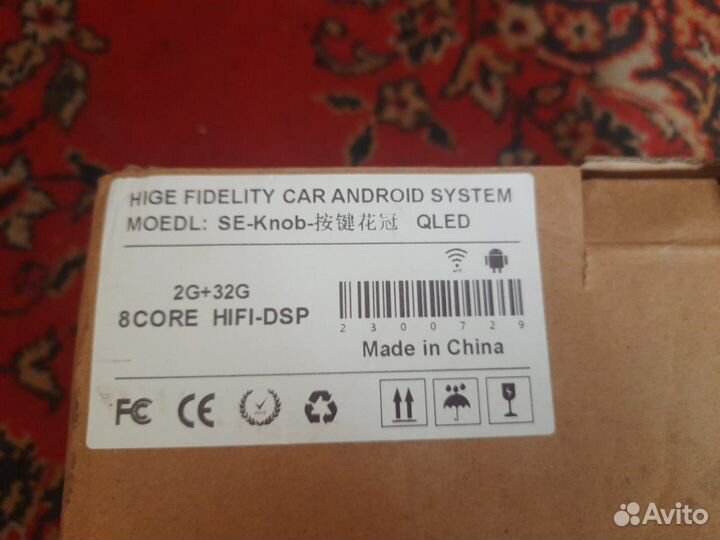 HIGE FIDELITY CAR ANDROID SYSTEM
MOEDL: SE-Knob-按键花冠 QLED
2G+32G
8CORE HIFI-DSP
2300729
Made in China
FC CE
Avito